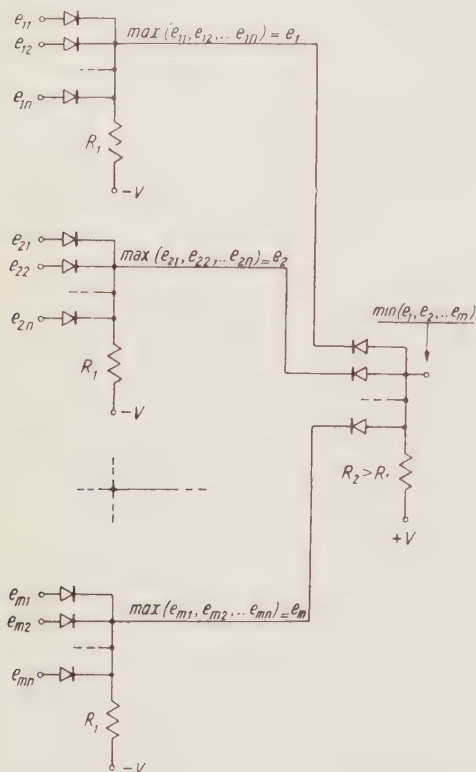 e11
e12
max (e11, e12, ... e1n) = e1
e1n
R1
-V
e21
e22
max (e21, e22, ... e2n) = e2
e2n
R1
-V
min(e1, e2, ... em)
R2 > R.
+V
em1
em2
max (em1, em2 ... emn) = em
emn
R1
-V